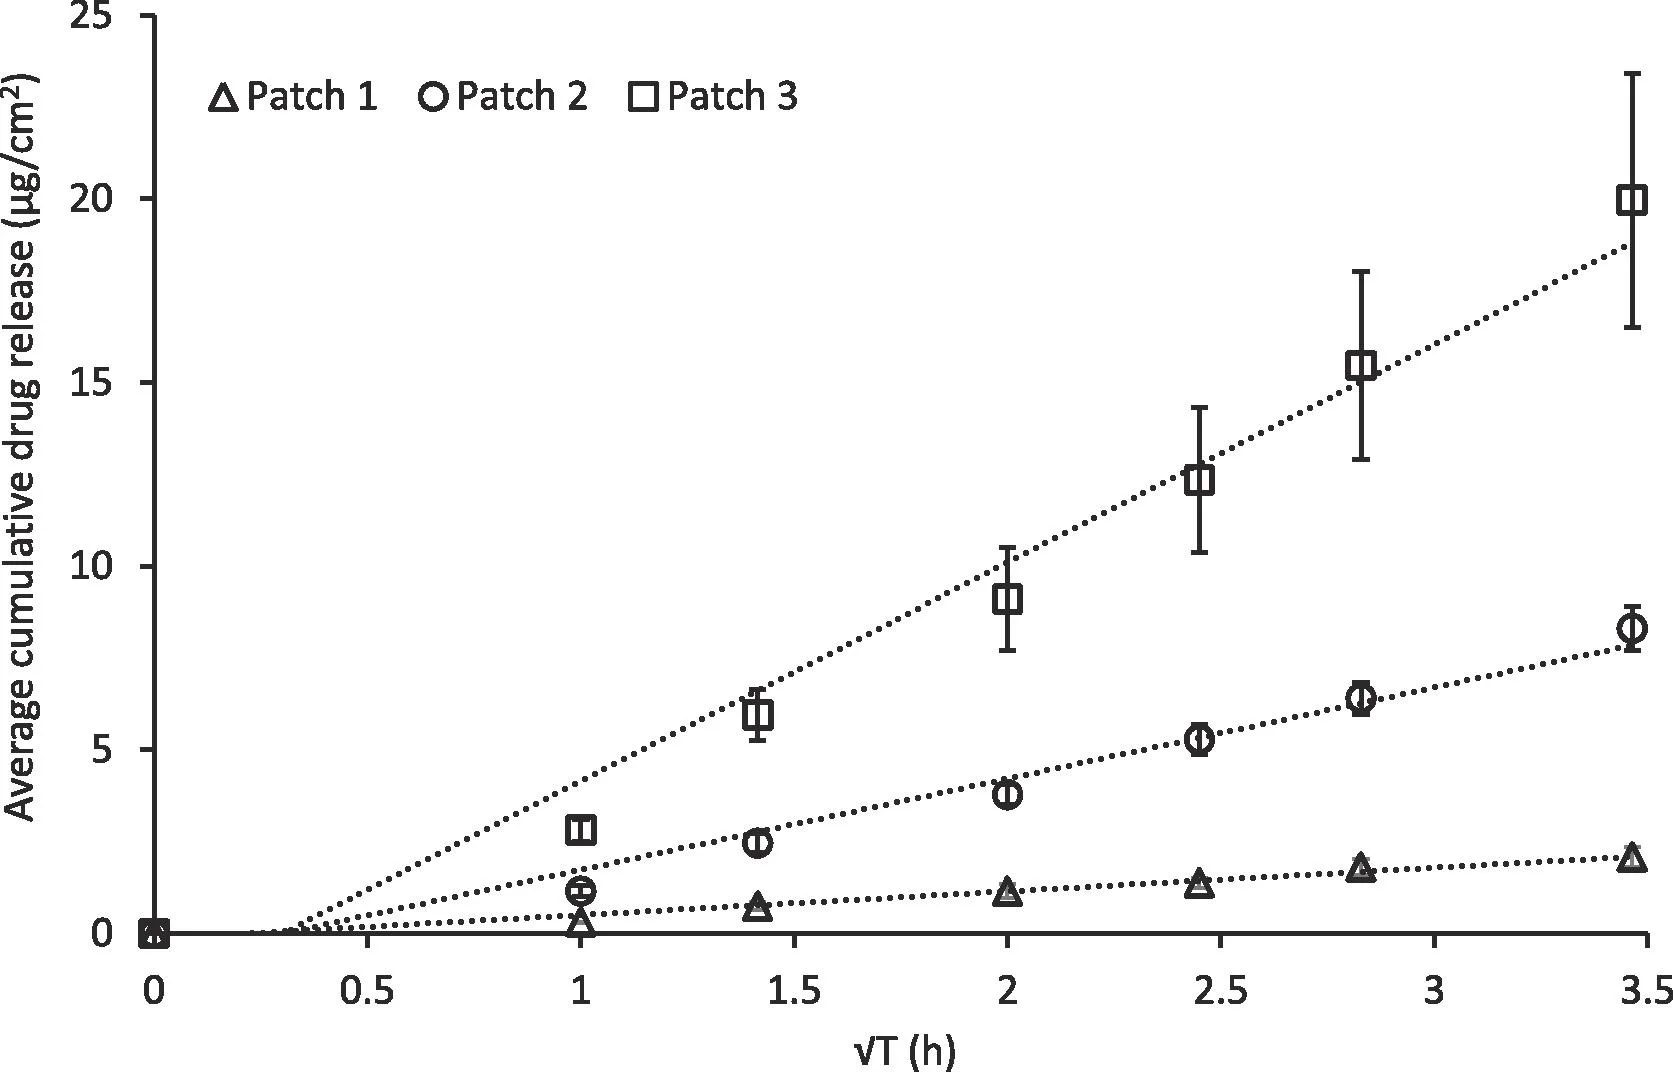 Average cumulative drug release (µg/cm²)
25
20
15
10
5
0
Patch 1 Patch 2 Patch 3
0 0.5 1 1.5 2 2.5 3 3.5
√T (h)